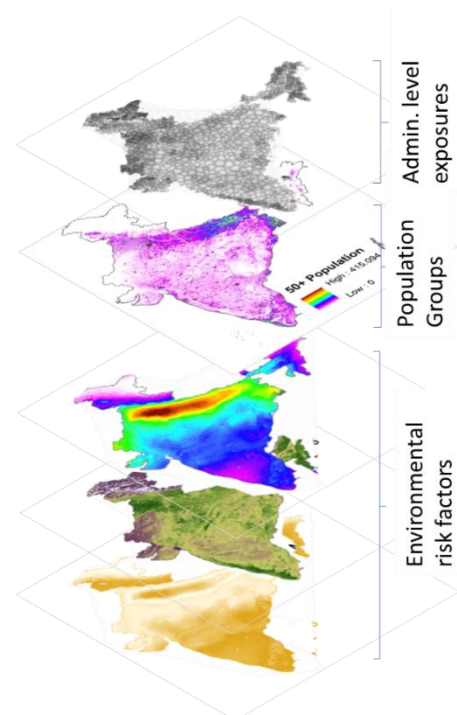 Admin. level
exposures
Population
Groups
50+ Population
High : 415.094
Low : 0
Environmental
risk factors